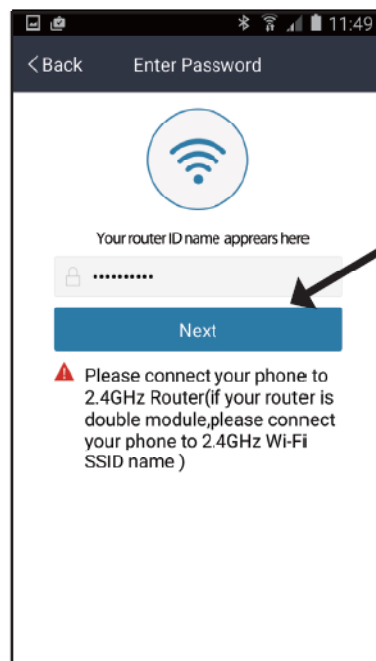 11:49
<Back Enter Password
Your router ID name apprears here
••••••••••
Next
Please connect your phone to
2.4GHz Router(if your router is
double module,please connect
your phone to 2.4GHz Wi-Fi
SSID name )